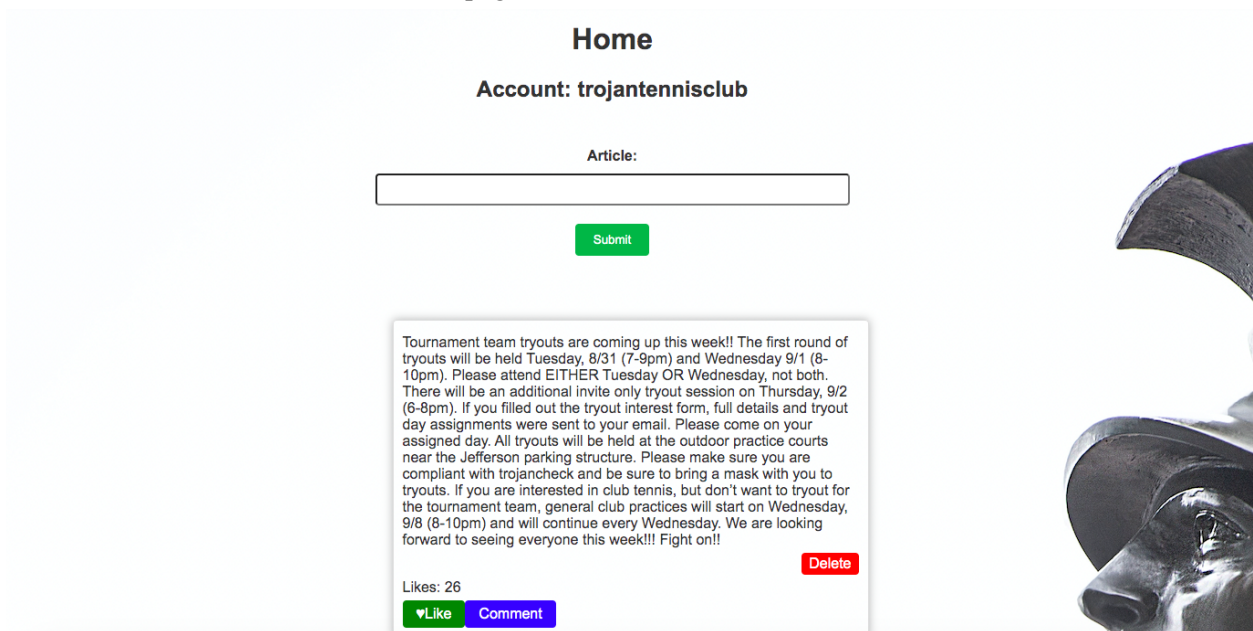 Home
Account: trojantennisclub
Article:
Submit
Tournament team tryouts are coming up this week!! The first round of
tryouts will be held Tuesday, 8/31 (7-9pm) and Wednesday 9/1 (8-
10pm). Please attend EITHER Tuesday OR Wednesday, not both.
There will be an additional invite only tryout session on Thursday, 9/2
(6-8pm). If you filled out the tryout interest form, full details and tryout
day assignments were sent to your email. Please come on your
assigned day. All tryouts will be held at the outdoor practice courts
near the Jefferson parking structure. Please make sure you are
compliant with trojancheck and be sure to bring a mask with you to
tryouts. If you are interested in club tennis, but don't want to tryout for
the tournament team, general club practices will start on Wednesday,
9/8 (8-10pm) and will continue every Wednesday. We are looking
forward to seeing everyone this week!!! Fight on!!
Delete
Likes: 26
♥Like Comment